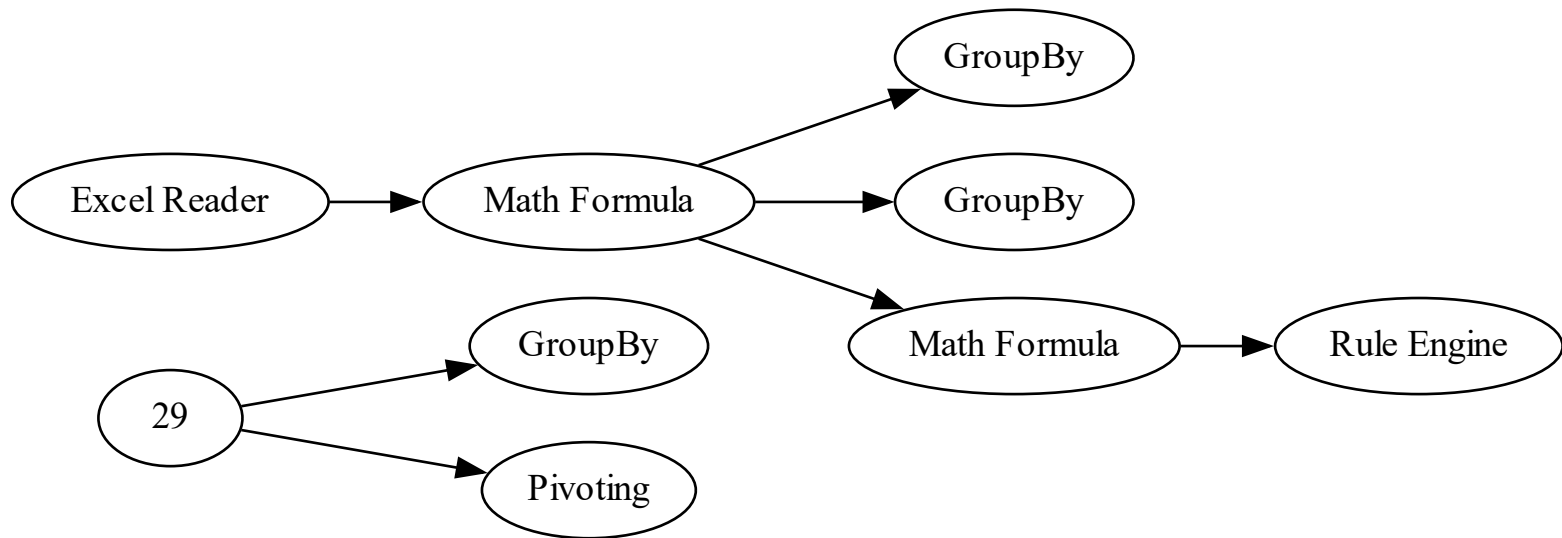 GroupBy
Excel Reader
Math Formula
GroupBy
GroupBy
Math Formula
Rule Engine
29
Pivoting